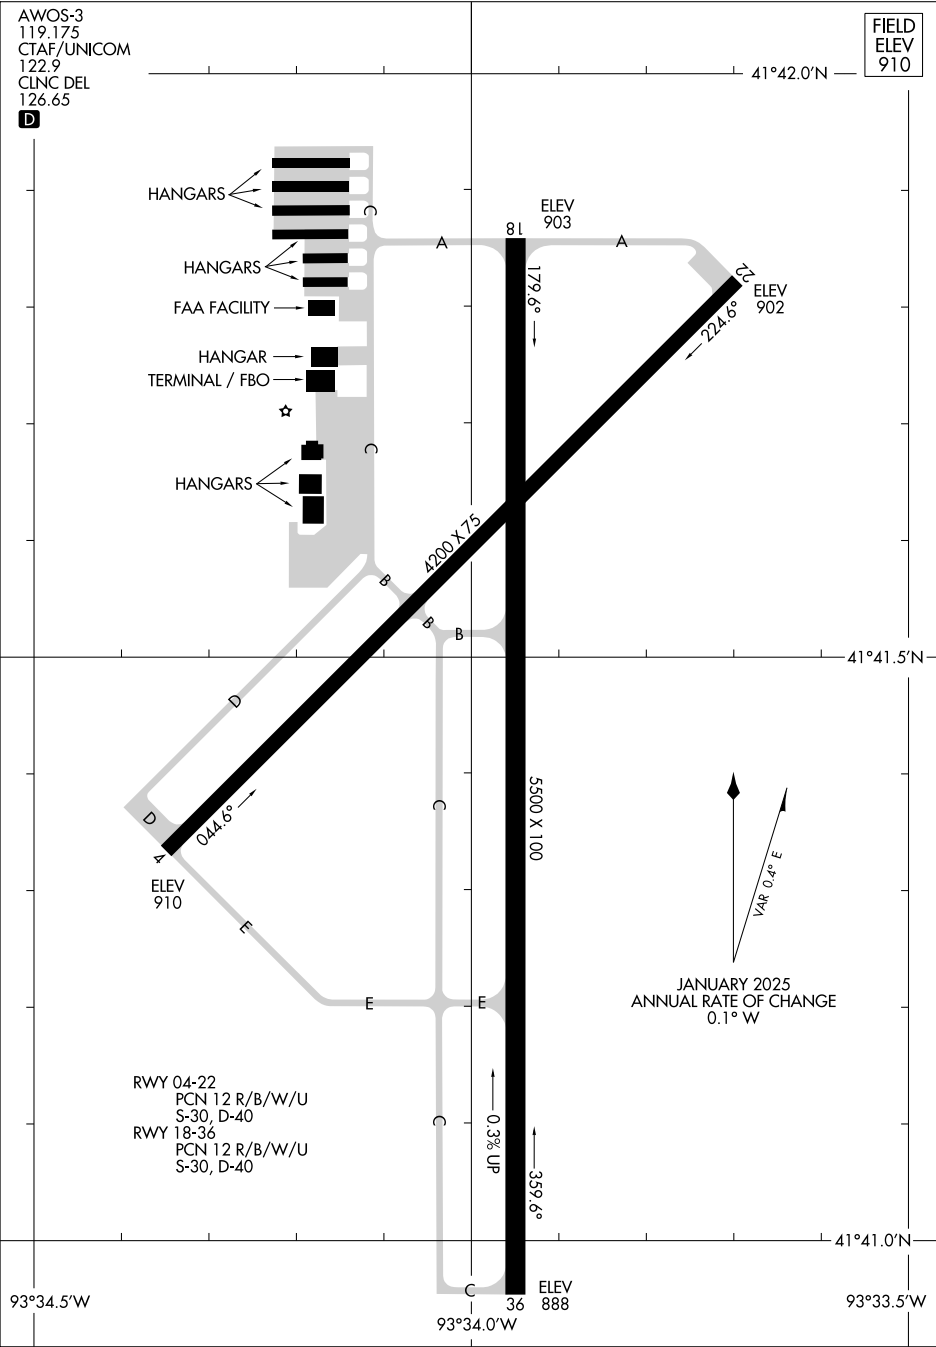 AWOS-3
119.175
CTAF/UNICOM
122.9
CLNC DEL
126.65
D
FIELD
ELEV
910
41°42.0'N
HANGARS
C
A
18
ELEV
903
A
22
ELEV
902
HANGARS
179.6°
224.6°
FAA FACILITY
HANGAR
TERMINAL / FBO
C
HANGARS
4200 X 75
B
B
B
41°41.5'N
D
C
5500 X 100
D
044.6°
4
ELEV
910
VAR 0.4° E
E
JANUARY 2025
ANNUAL RATE OF CHANGE
0.1° W
E
E
RWY 04-22
PCN 12 R/B/W/U
S-30, D-40
RWY 18-36
PCN 12 R/B/W/U
S-30, D-40
C
0.3% UP
359.6°
41°41.0'N
C
36
ELEV
888
93°34.5'W
93°34.0'W
93°33.5'W